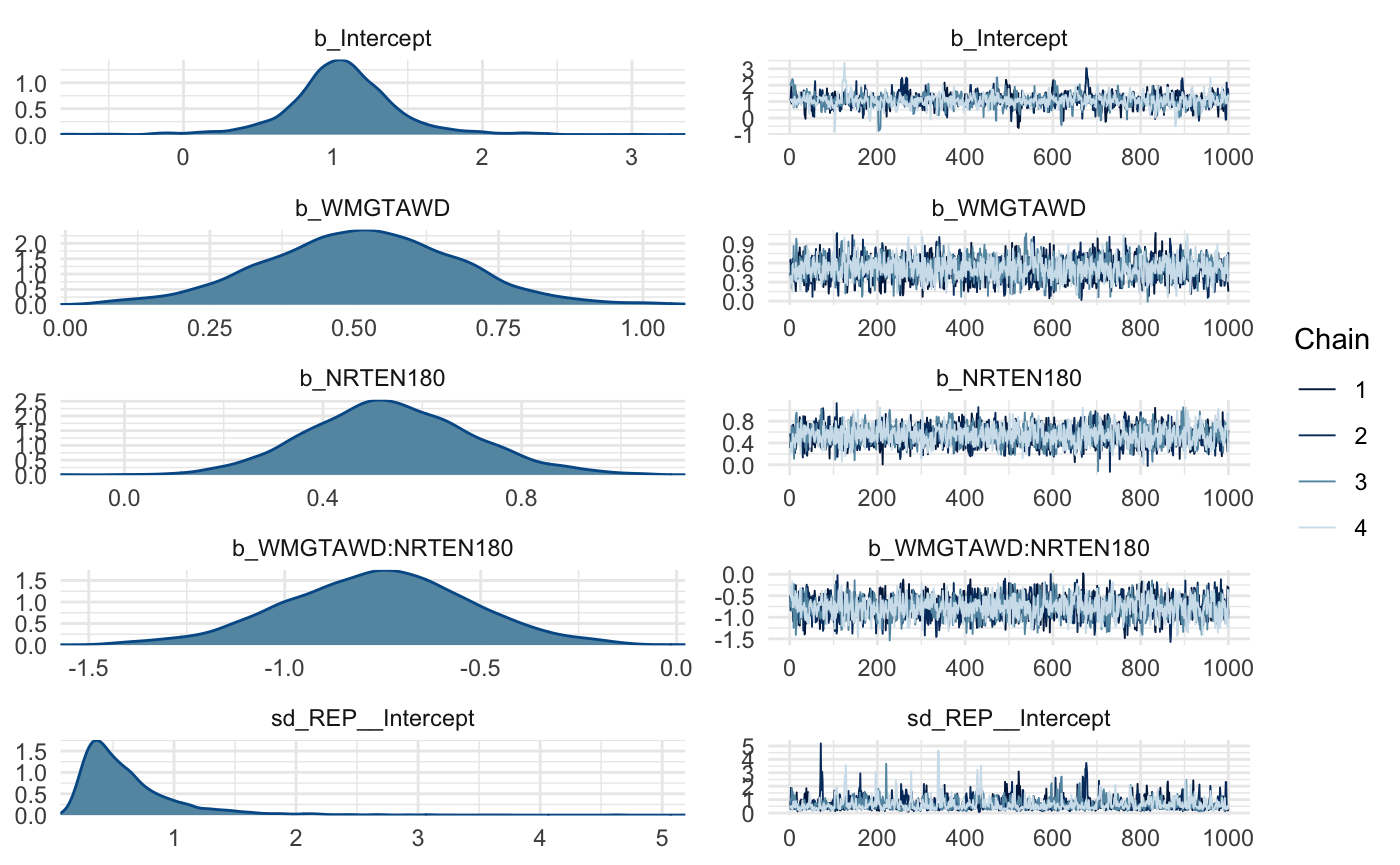 b_Intercept
1.0
0.5
0.0
0 1 2 3
b_Intercept
3
2
1
0
-1
0 200 400 600 800 1000
b_WMGTAWD
2.0
1.5
1.0
0.5
0.0
0.00 0.25 0.50 0.75 1.00
b_WMGTAWD
0.9
0.6
0.3
0.0
0 200 400 600 800 1000
b_NRTEN180
2.5
2.0
1.5
1.0
0.5
0.0
0.0 0.4 0.8
b_NRTEN180
0.8
0.4
0.0
0 200 400 600 800 1000
b_WMGTAWD:NRTEN180
1.5
1.0
0.5
0.0
-1.5 -1.0 -0.5 0.0
b_WMGTAWD:NRTEN180
0.0
-0.5
-1.0
-1.5
0 200 400 600 800 1000
sd_REP__Intercept
1.5
1.0
0.5
0.0
1 2 3 4 5
sd_REP__Intercept
5
4
3
2
1
0
0 200 400 600 800 1000
Chain
1
2
3
4